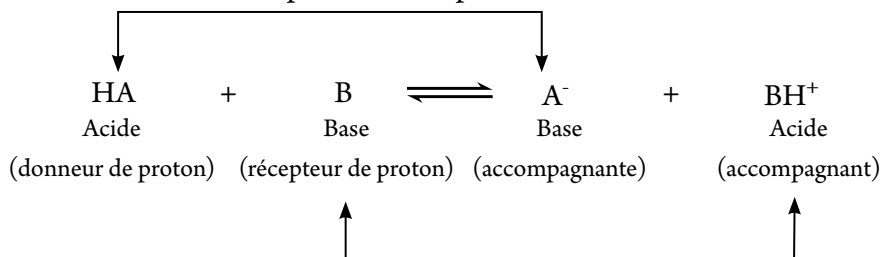 HA + B ⇌ A⁻ + BH⁺
Acide Base Base Acide
(donneur de proton) (récepteur de proton) (accompagnante) (accompagnant)